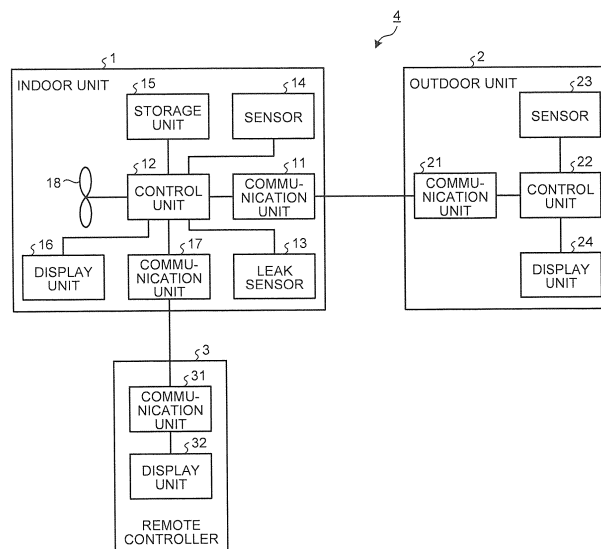 4
1
INDOOR UNIT
15
STORAGE
UNIT
14
SENSOR
18
12
CONTROL
UNIT
11
COMMU-
NICATION
UNIT
16
DISPLAY
UNIT
17
COMMU-
NICATION
UNIT
13
LEAK
SENSOR
2
OUTDOOR UNIT
23
SENSOR
21
COMMU-
NICATION
UNIT
22
CONTROL
UNIT
24
DISPLAY
UNIT
3
31
COMMU-
NICATION
UNIT
32
DISPLAY
UNIT
REMOTE
CONTROLLER